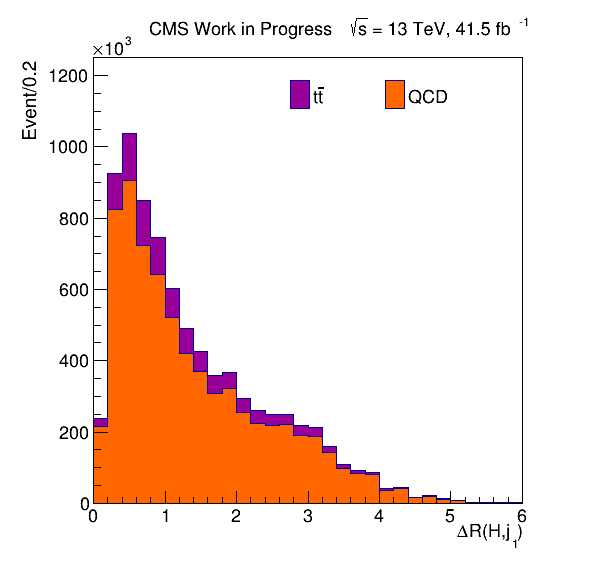 CMS Work in Progress √s = 13 TeV, 41.5 fb⁻¹
×10³
Event/0.2
tt̄
QCD
1200
1000
800
600
400
200
0
0 1 2 3 4 5 6
ΔR(H,j₁)